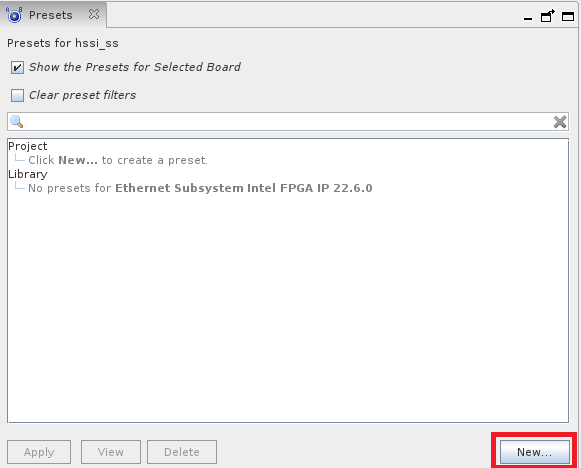 Presets
Presets for hssi_ss
Show the Presets for Selected Board
Clear preset filters
Project
Click New... to create a preset.
Library
No presets for Ethernet Subsystem Intel FPGA IP 22.6.0
Apply View Delete New...